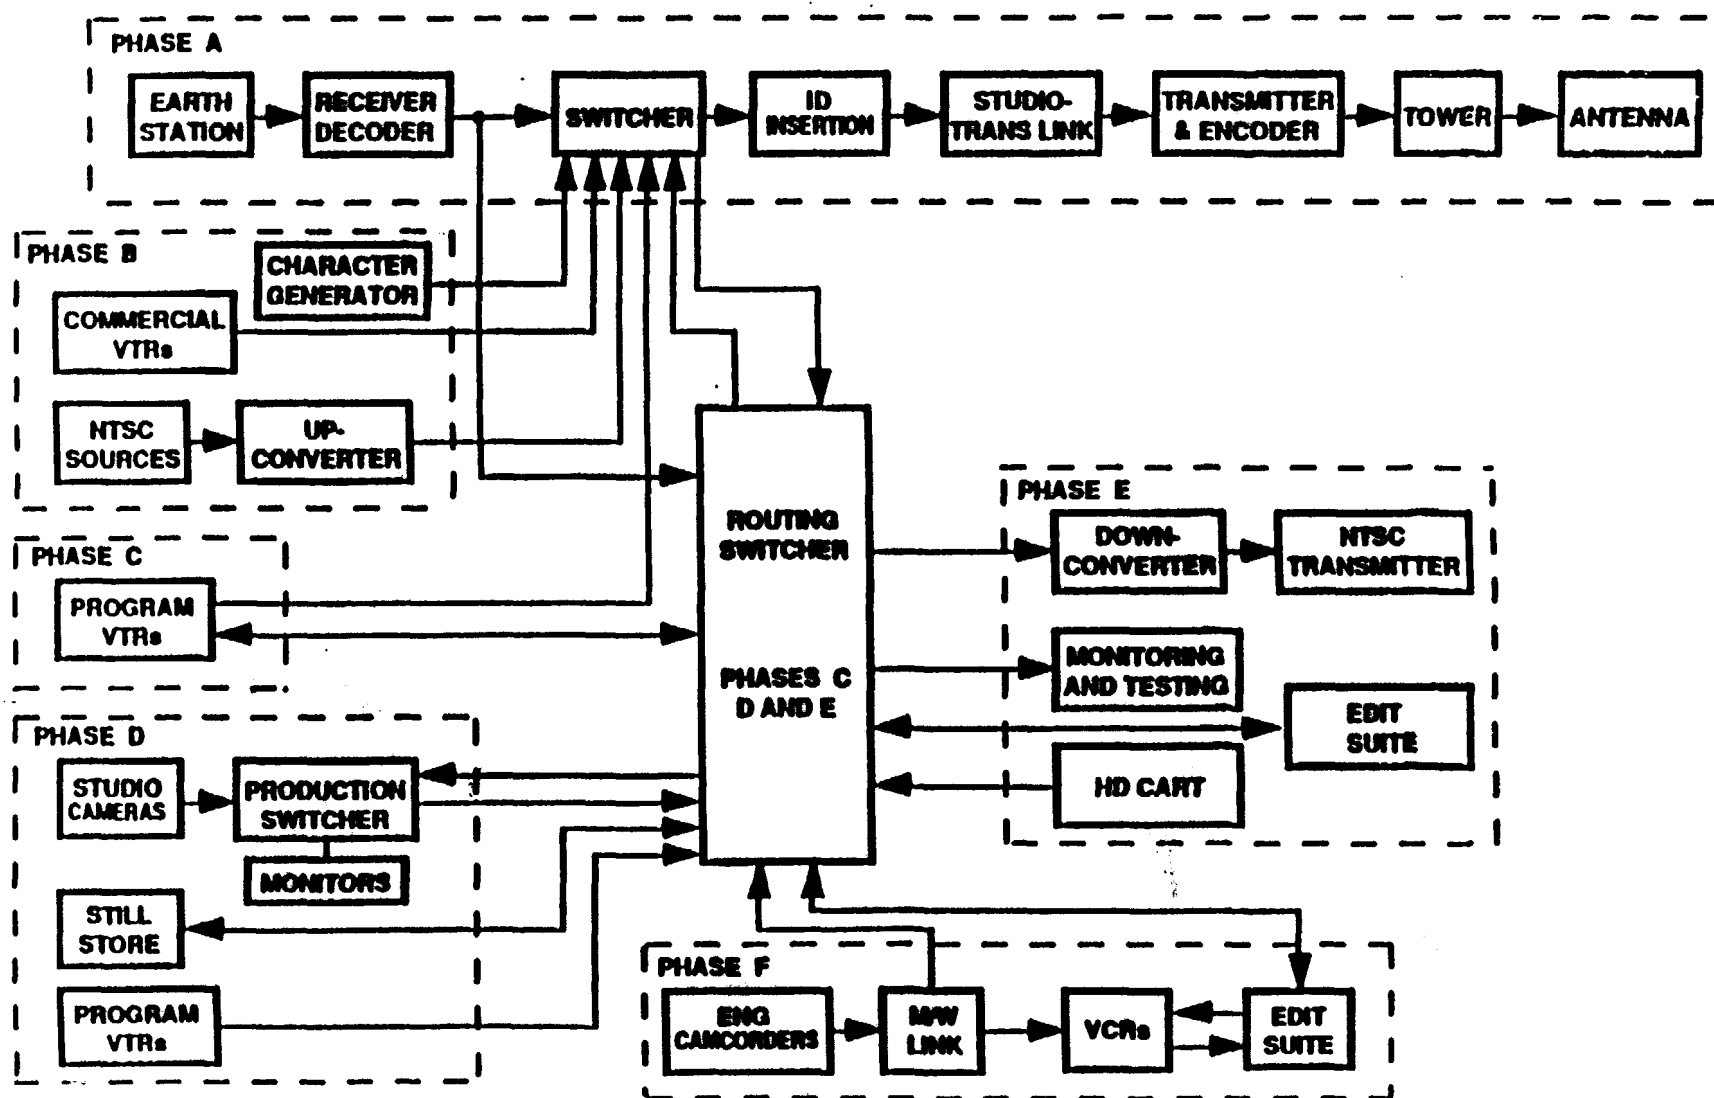 PHASE A
EARTH
STATION
RECEIVER
DECODER
SWITCHER
ID
INSERTION
STUDIO-
TRANS LINK
TRANSMITTER
& ENCODER
TOWER
ANTENNA
PHASE B
CHARACTER
GENERATOR
COMMERCIAL
VTRs
NTSC
SOURCES
UP-
CONVERTER
PHASE C
PROGRAM
VTRs
ROUTING
SWITCHER
PHASES C
D AND E
PHASE E
DOWN-
CONVERTER
NTSC
TRANSMITTER
MONITORING
AND TESTING
EDIT
SUITE
HD CART
PHASE D
STUDIO
CAMERAS
PRODUCTION
SWITCHER
MONITORS
STILL
STORE
PROGRAM
VTRs
PHASE F
ENG
CAMCORDERS
M/W
LINK
VCRs
EDIT
SUITE